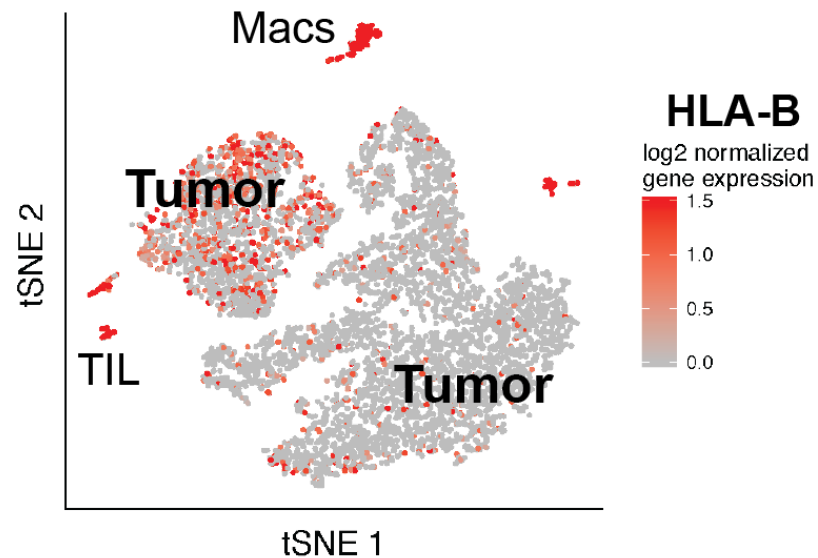 Macs
HLA-B
log2 normalized
gene expression
1.5
1.0
0.5
0.0
Tumor
TIL
Tumor
tSNE 2
tSNE 1